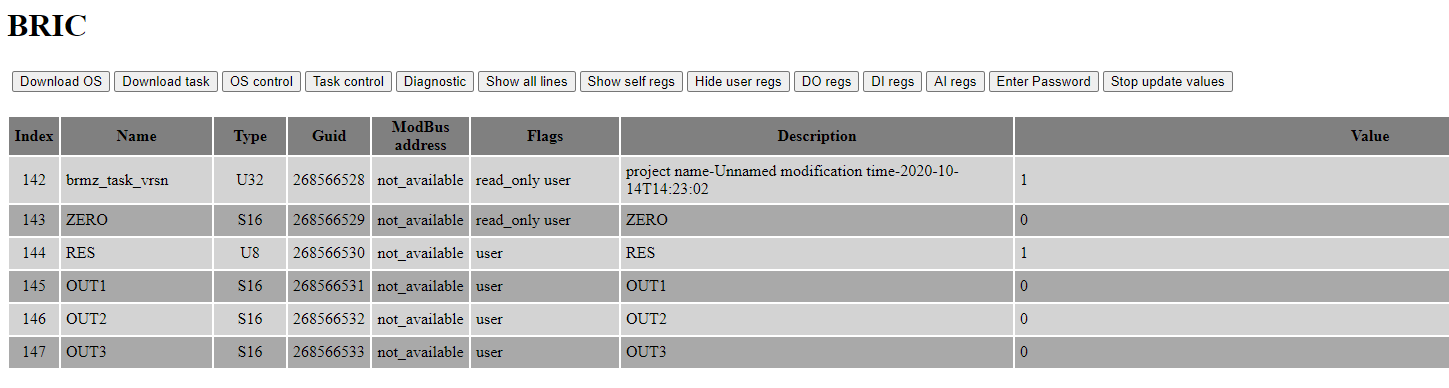 BRIC
Download OS Download task OS control Task control Diagnostic Show all lines Show self regs Hide user regs DO regs DI regs AI regs Enter Password Stop update values
Index Name Type Guid ModBus address Flags Description Value
142 brmz_task_vrsn U32 268566528 not_available read_only user project name-Unnamed modification time-2020-10-
14T14:23:02 1
143 ZERO S16 268566529 not_available read_only user ZERO 0
144 RES U8 268566530 not_available user RES 1
145 OUT1 S16 268566531 not_available user OUT1 0
146 OUT2 S16 268566532 not_available user OUT2 0
147 OUT3 S16 268566533 not_available user OUT3 0